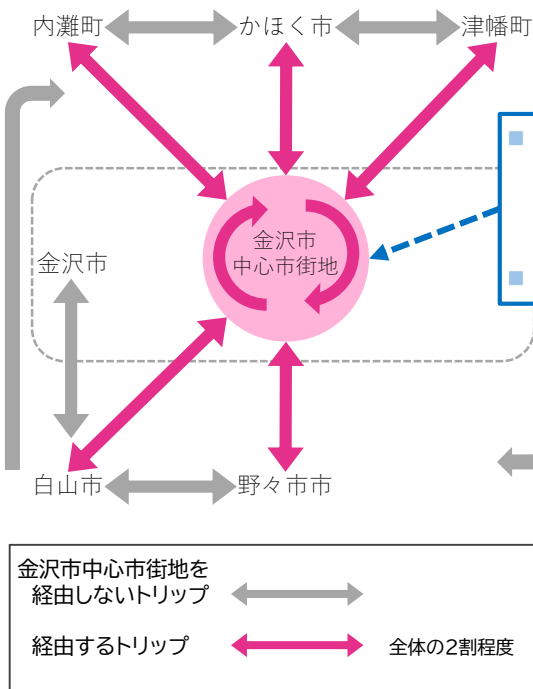 内灘町
かほく市
津幡町
金沢市
中心市街地
金沢市
白山市
野々市市
金沢市中心市街地を
経由しないトリップ
経由するトリップ
全体の2割程度